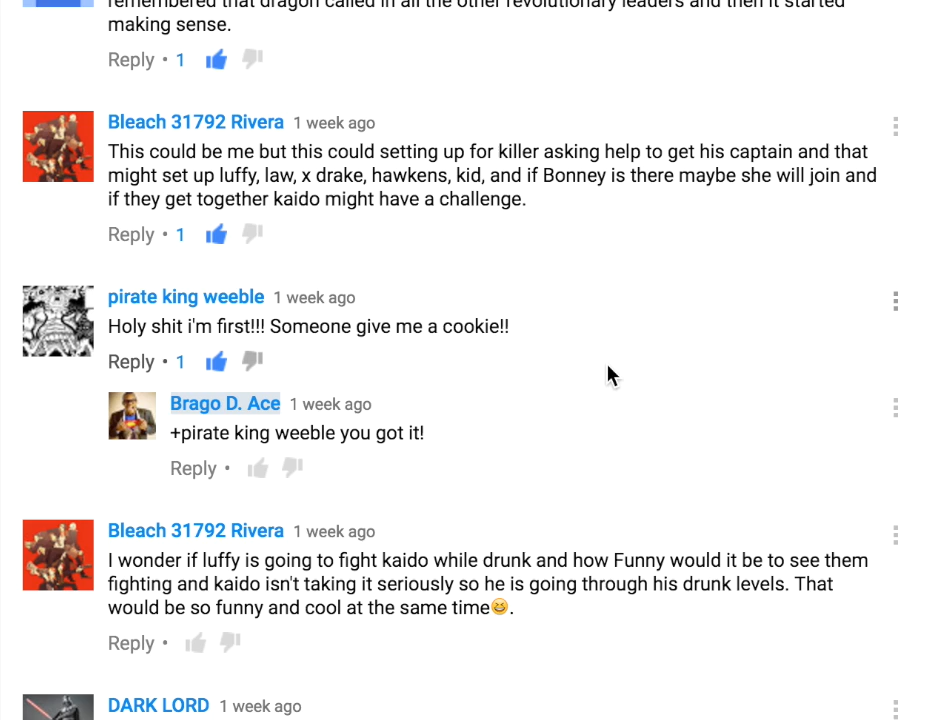 remembered that dragon called in all the other revolutionary leaders and then it started
making sense.
Reply • 1
Bleach 31792 Rivera 1 week ago
This could be me but this could setting up for killer asking help to get his captain and that
might set up luffy, law, x drake, hawkens, kid, and if Bonney is there maybe she will join and
if they get together kaido might have a challenge.
Reply • 1
pirate king weeble 1 week ago
Holy shit i'm first!!! Someone give me a cookie!!
Reply • 1
Brago D. Ace 1 week ago
+pirate king weeble you got it!
Reply •
Bleach 31792 Rivera 1 week ago
I wonder if luffy is going to fight kaido while drunk and how Funny would it be to see them
fighting and kaido isn't taking it seriously so he is going through his drunk levels. That
would be so funny and cool at the same time😆.
Reply •
DARK LORD 1 week ago